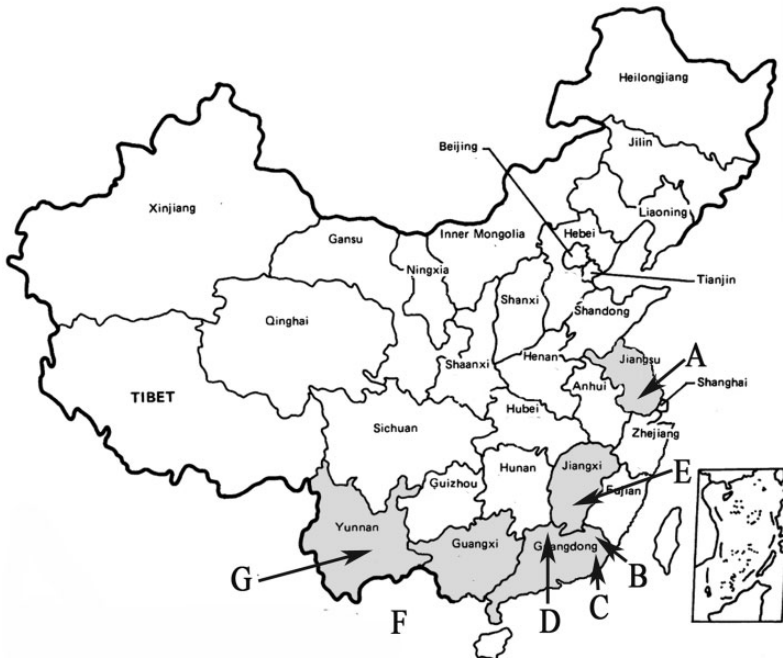 Heilongjiang
Jilin
Beijing
Liaoning
Xinjiang
Inner Mongolia
Hebei
Gansu
Ningxia
Tianjin
Shanxi
Shandong
Qinghai
Henan
Jiangsu
A
Shaanxi
Anhui
Shanghai
TIBET
Hubei
Sichuan
Zhejiang
Hunan
Jiangxi
E
Guizhou
Fujian
Yunnan
Guangxi
Guangdong
G
B
C
D
F